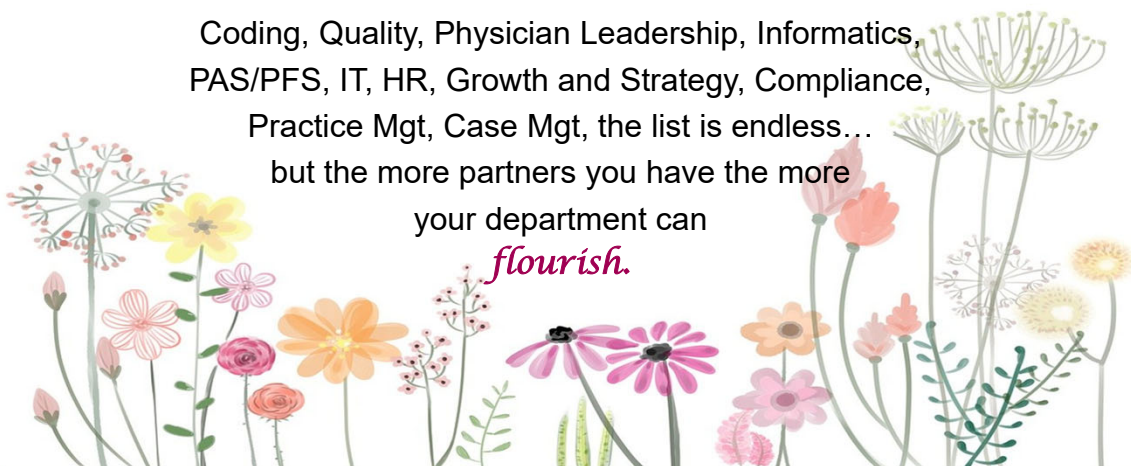 Coding, Quality, Physician Leadership, Informatics,
PAS/PFS, IT, HR, Growth and Strategy, Compliance,
Practice Mgt, Case Mgt, the list is endless…
but the more partners you have the more
your department can
flourish.